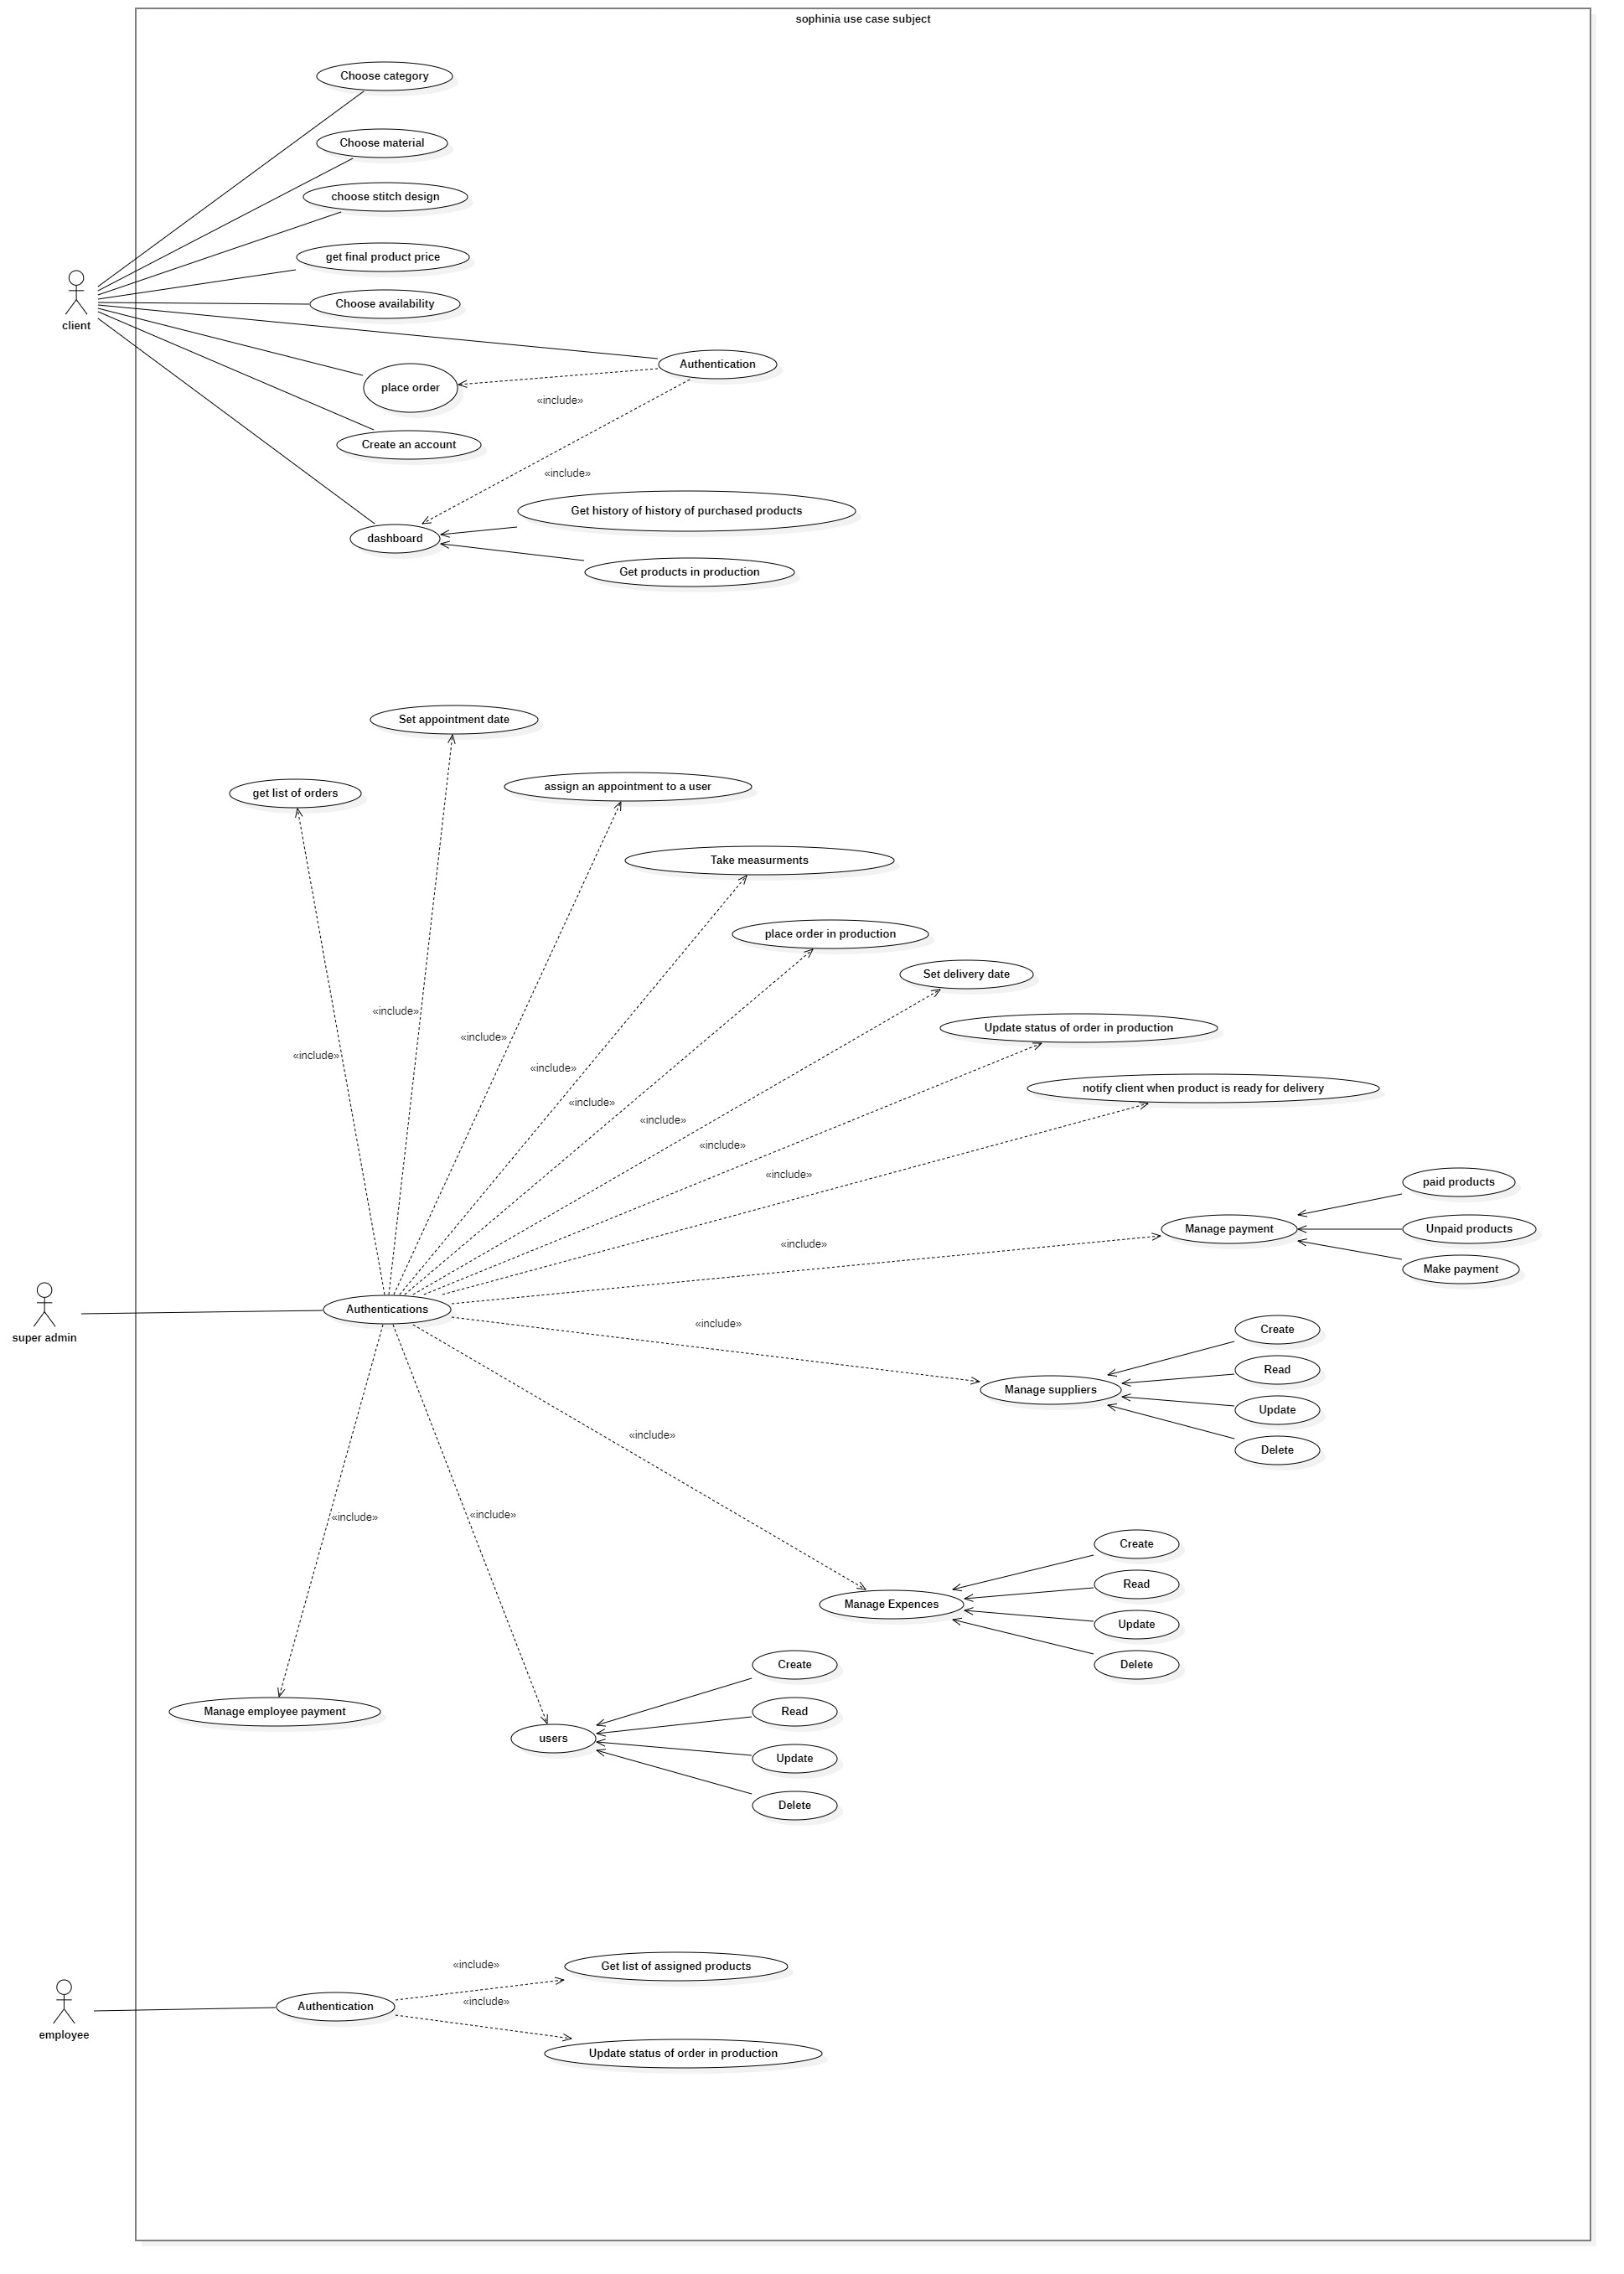 sophinia use case subject
Choose category
Choose material
choose stitch design
get final product price
Choose availability
client
Authentication
place order
«include»
Create an account
«include»
Get history of history of purchased products
dashboard
Get products in production
Set appointment date
get list of orders
assign an appointment to a user
Take measurments
place order in production
Set delivery date
«include»
Update status of order in production
«include»
«include»
«include»
notify client when product is ready for delivery
«include»
«include»
«include»
«include»
paid products
Manage payment
Unpaid products
«include»
Make payment
Authentications
super admin
«include»
Create
Read
Manage suppliers
Update
«include»
Delete
«include»
«include»
Create
Read
Manage Expences
Update
Create
Delete
Manage employee payment
Read
users
Update
Delete
«include»
Get list of assigned products
«include»
Authentication
employee
Update status of order in production